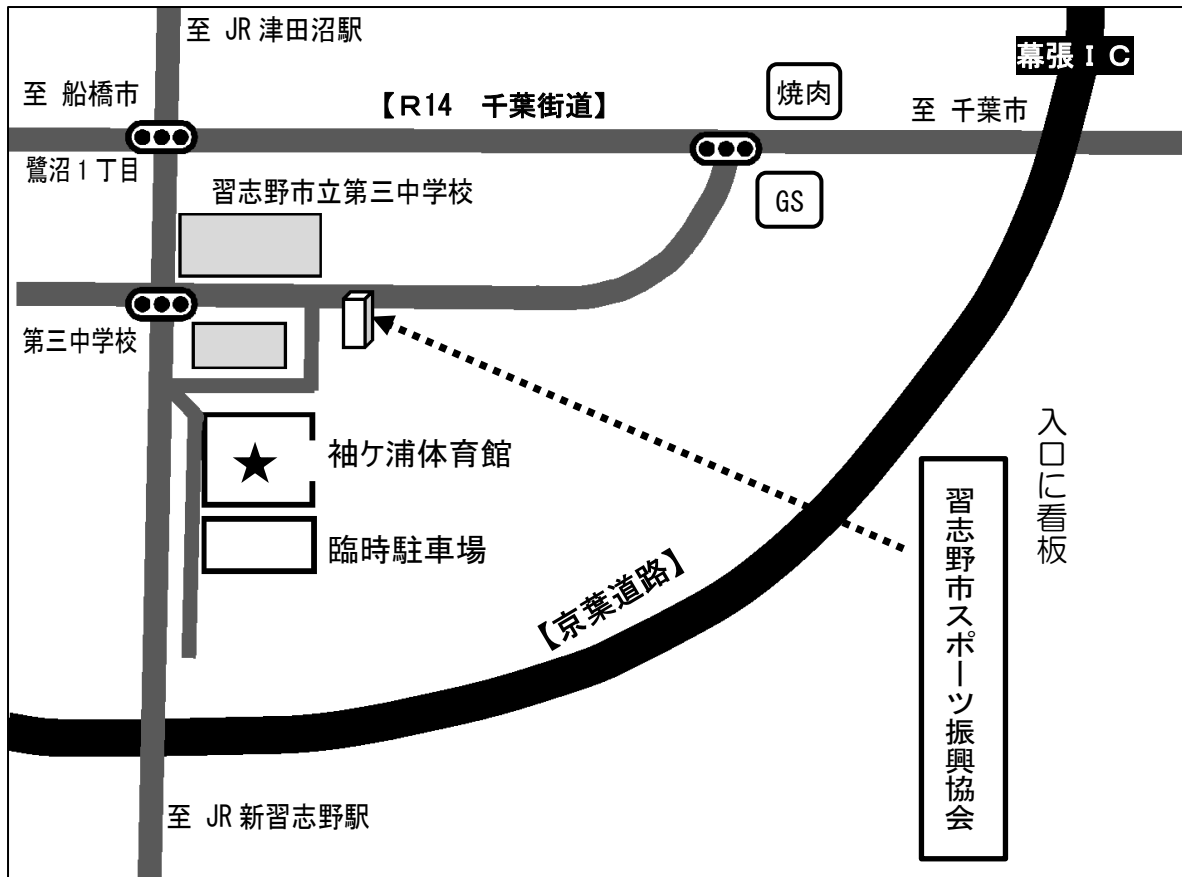 至 JR津田沼駅
幕張IC
至 船橋市
【R14 千葉街道】
焼肉
至 千葉市
鷺沼1丁目
習志野市立第三中学校
GS
第三中学校
袖ケ浦体育館
★
臨時駐車場
入口に看板
習志野市スポーツ振興協会
【京葉道路】
至 JR新習志野駅